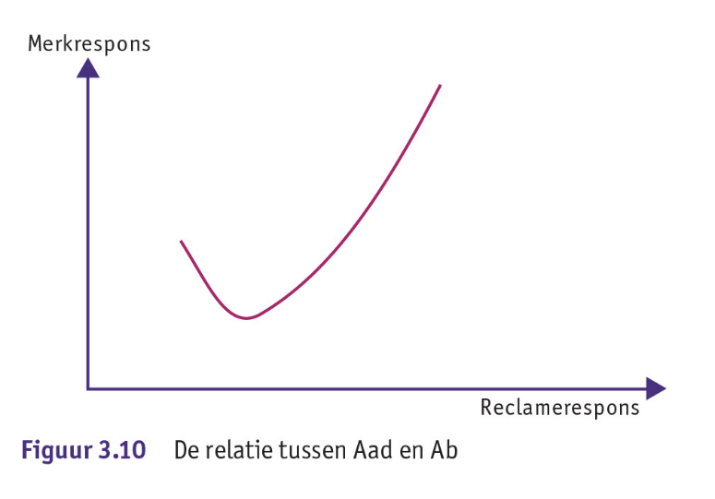 Merkrespons
Reclamerespons
Figuur 3.10 De relatie tussen Aad en Ab